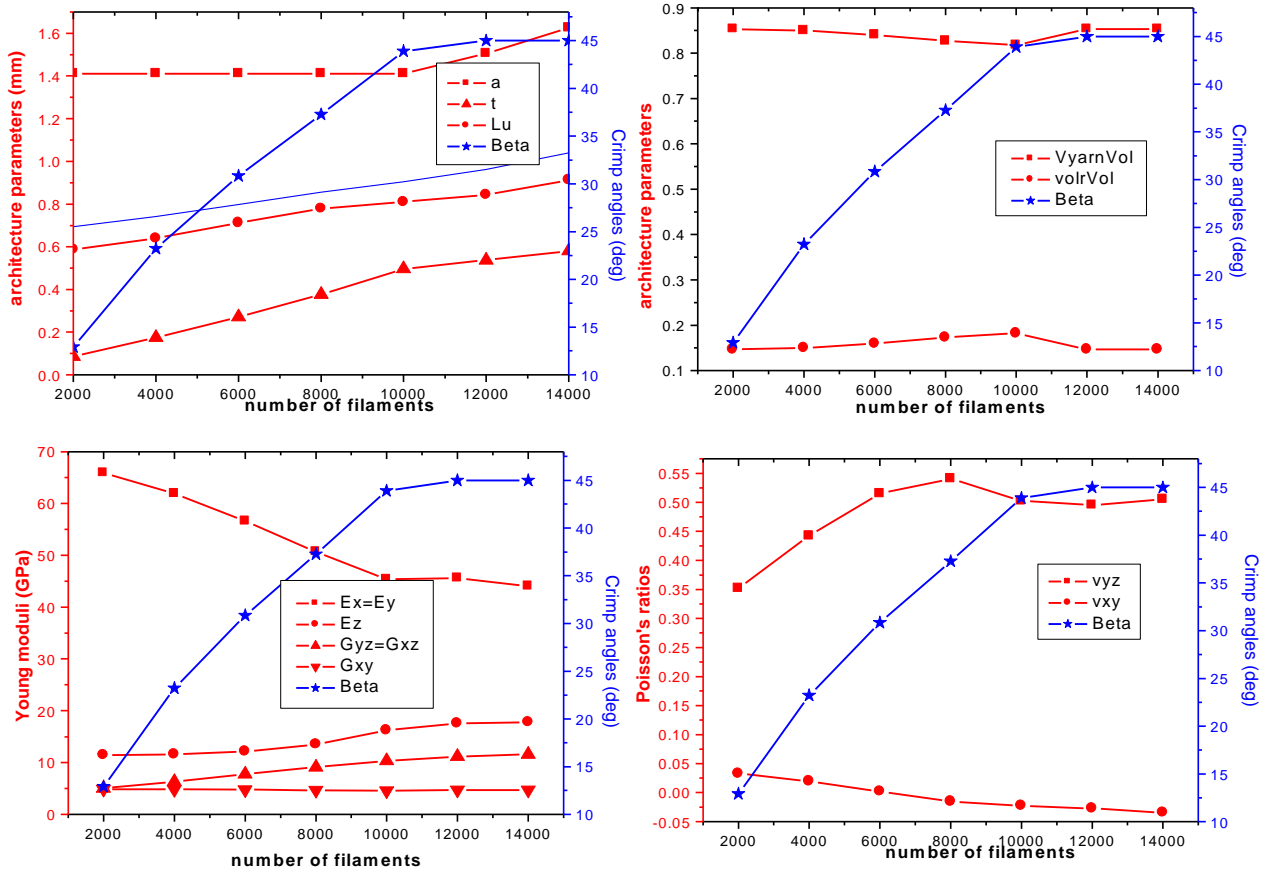 architecture parameters (mm)
1.6
1.4
1.2
1.0
0.8
0.6
0.4
0.2
0.0
45
40
35
30
25
20
15
10
Crimp angles (deg)
a
t
Lu
Beta
2000 4000 6000 8000 10000 12000 14000
number of filaments
architecture parameters
0.9
0.8
0.7
0.6
0.5
0.4
0.3
0.2
0.1
45
40
35
30
25
20
15
10
Crimp angles (deg)
VyarnVol
volrVol
Beta
2000 4000 6000 8000 10000 12000 14000
number of filaments
Young moduli (GPa)
70
60
50
40
30
20
10
0
45
40
35
30
25
20
15
10
Crimp angles (deg)
Ex=Ey
Ez
Gyz=Gxz
Gxy
Beta
2000 4000 6000 8000 10000 12000 14000
number of filaments
Poisson's ratios
0.55
0.50
0.45
0.40
0.35
0.30
0.25
0.20
0.15
0.10
0.05
0.00
-0.05
45
40
35
30
25
20
15
10
Crimp angles (deg)
vyz
vxy
Beta
2000 4000 6000 8000 10000 12000 14000
number of filaments